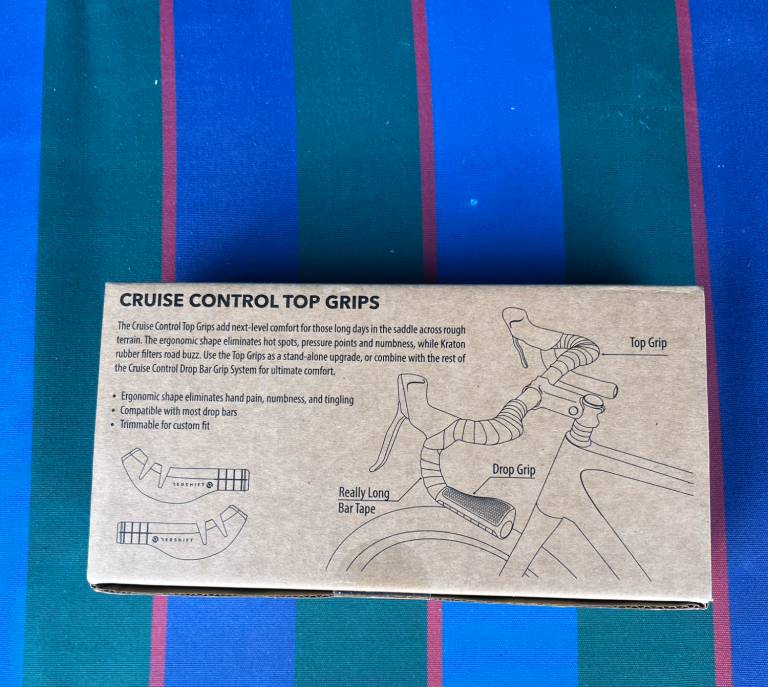 CRUISE CONTROL TOP GRIPS
The Cruise Control Top Grips add next-level comfort for those long days in the saddle across rough
terrain. The ergonomic shape eliminates hot spots, pressure points and numbness, while Kraton
rubber filters road buzz. Use the Top Grips as a stand-alone upgrade, or combine with the rest of
the Cruise Control Drop Bar Grip System for ultimate comfort.
• Ergonomic shape eliminates hand pain, numbness, and tingling
• Compatible with most drop bars
• Trimmable for custom fit
Top Grip
Drop Grip
Really Long
Bar Tape
REDSHIFT
REDSHIFT